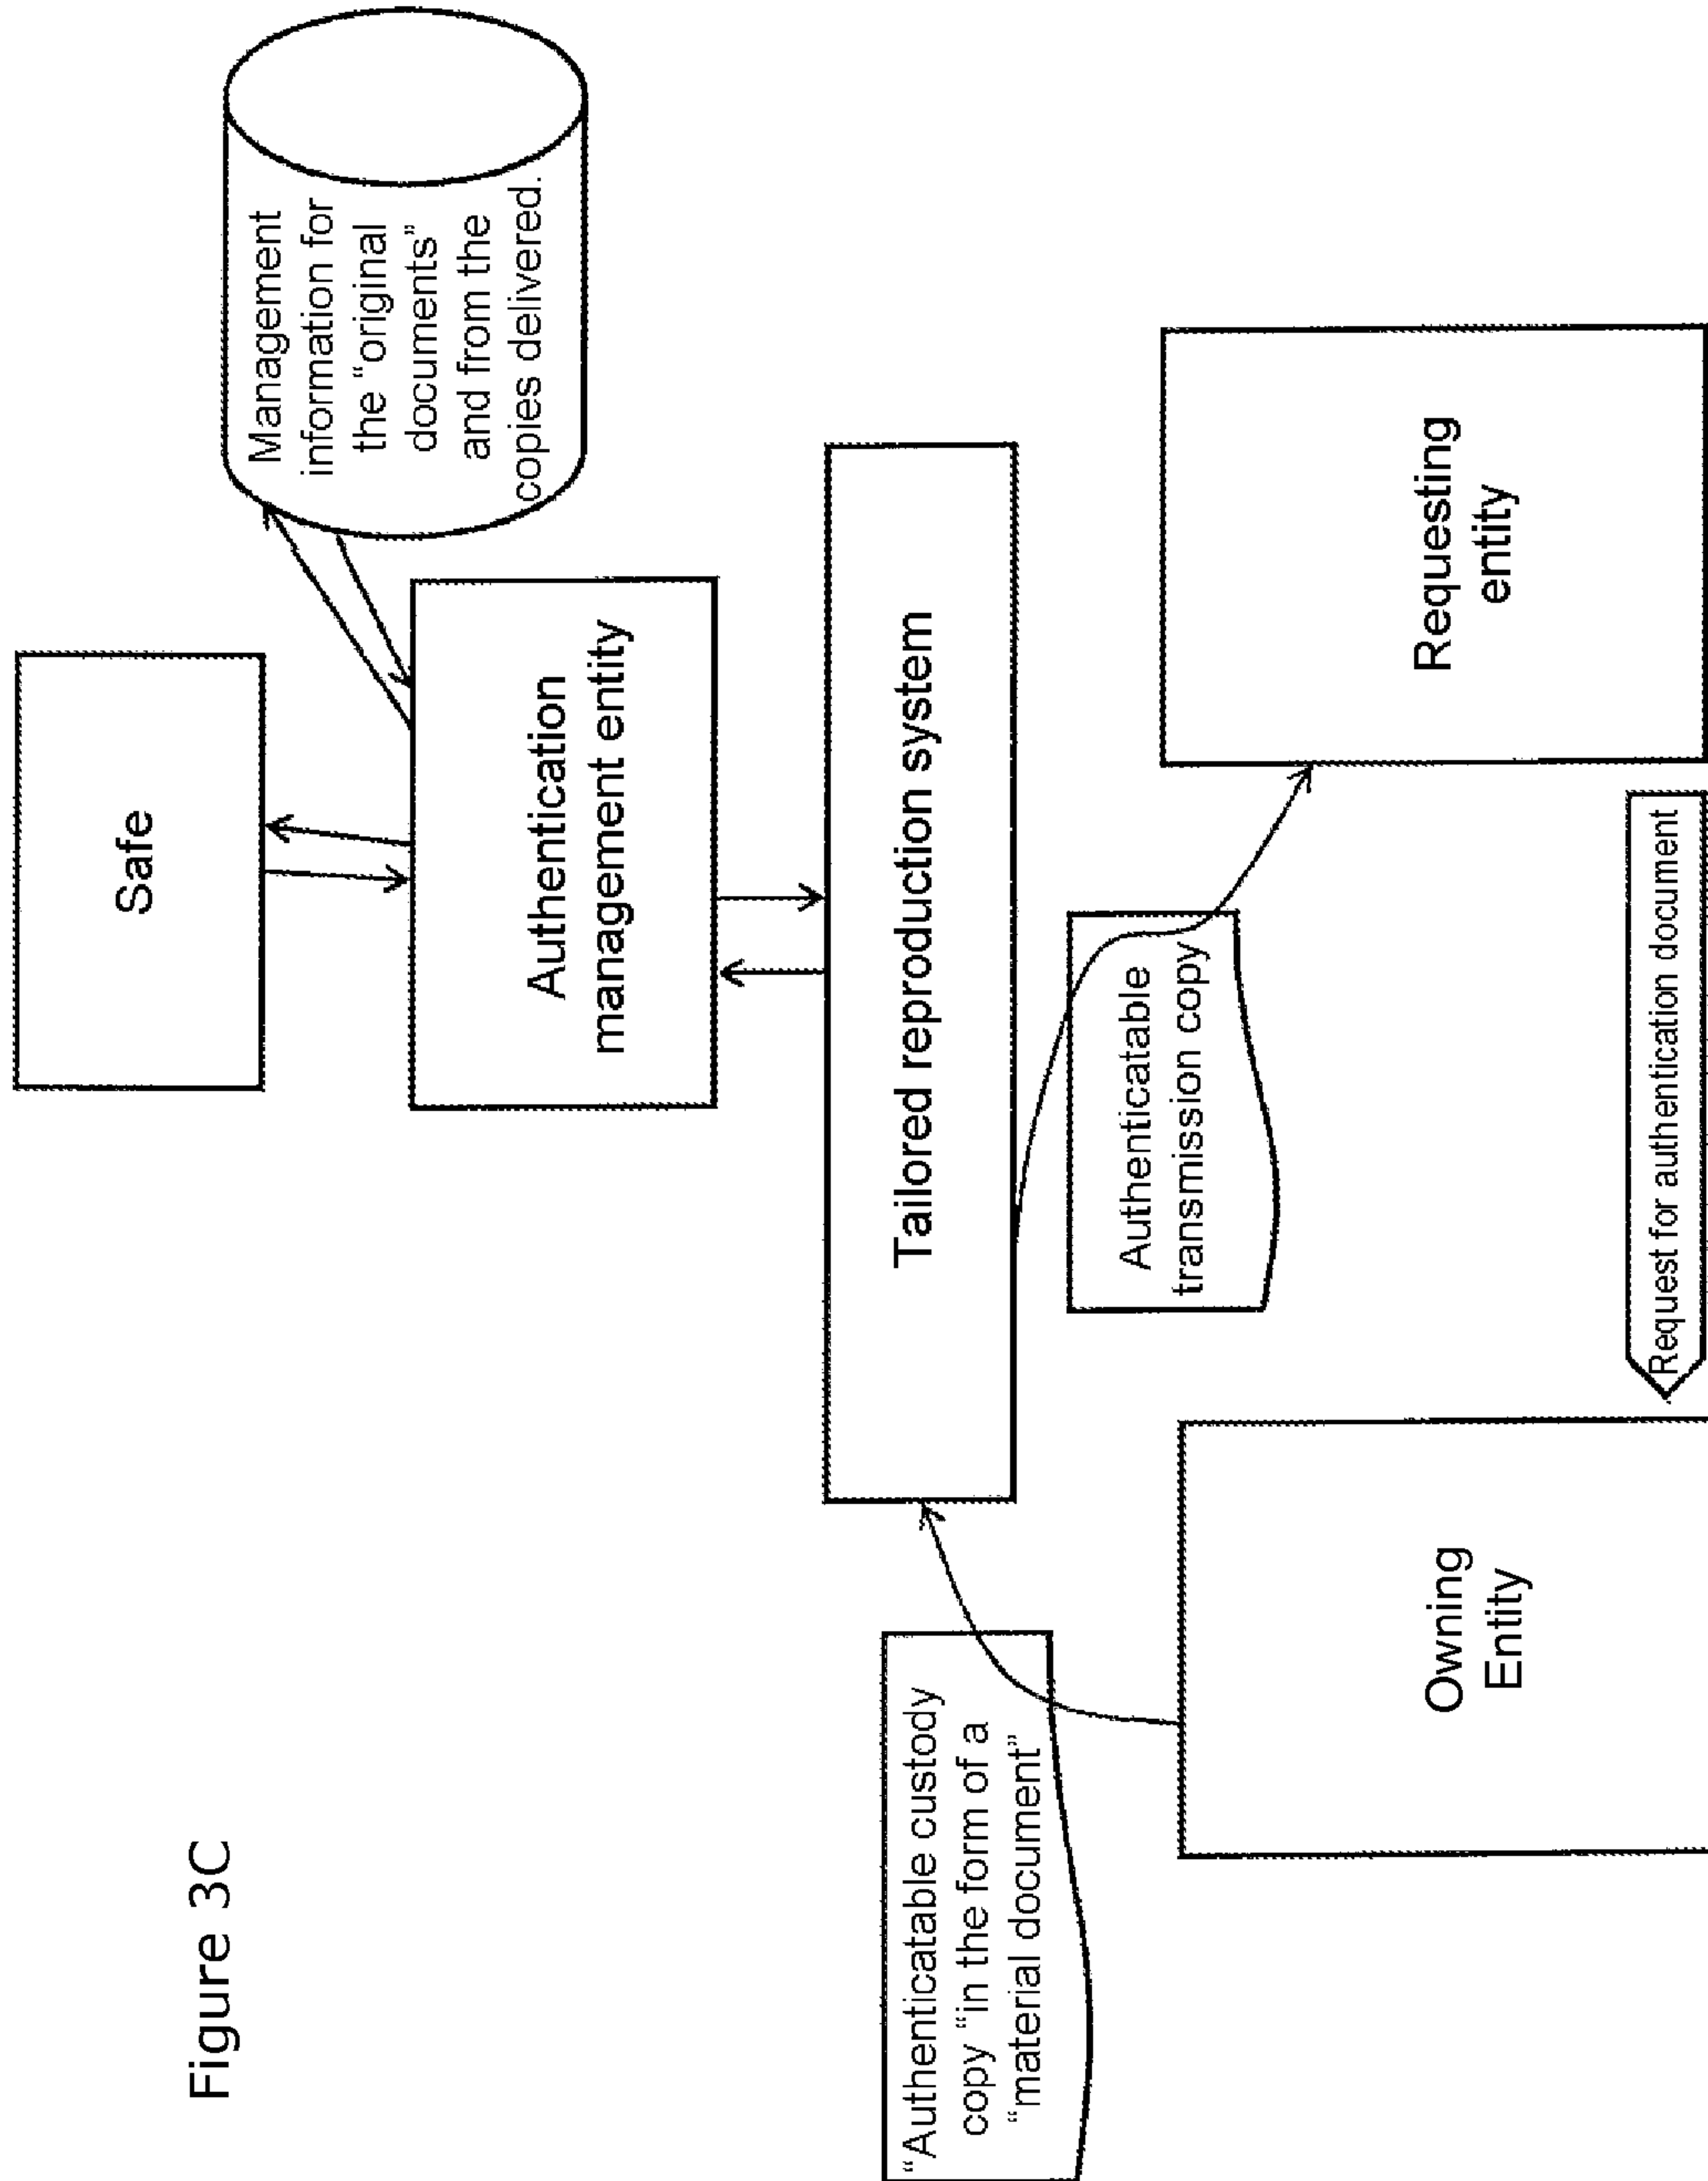 Figure 3C
Safe
Management
information for
the “original
documents”
and from the
copies delivered.
Authentication
management entity
Tailored reproduction system
“Authenticatable custody
copy “in the form of a
“material document”
Authenticatable
transmission copy
Owning
Entity
Request for authentication document
Requesting
entity